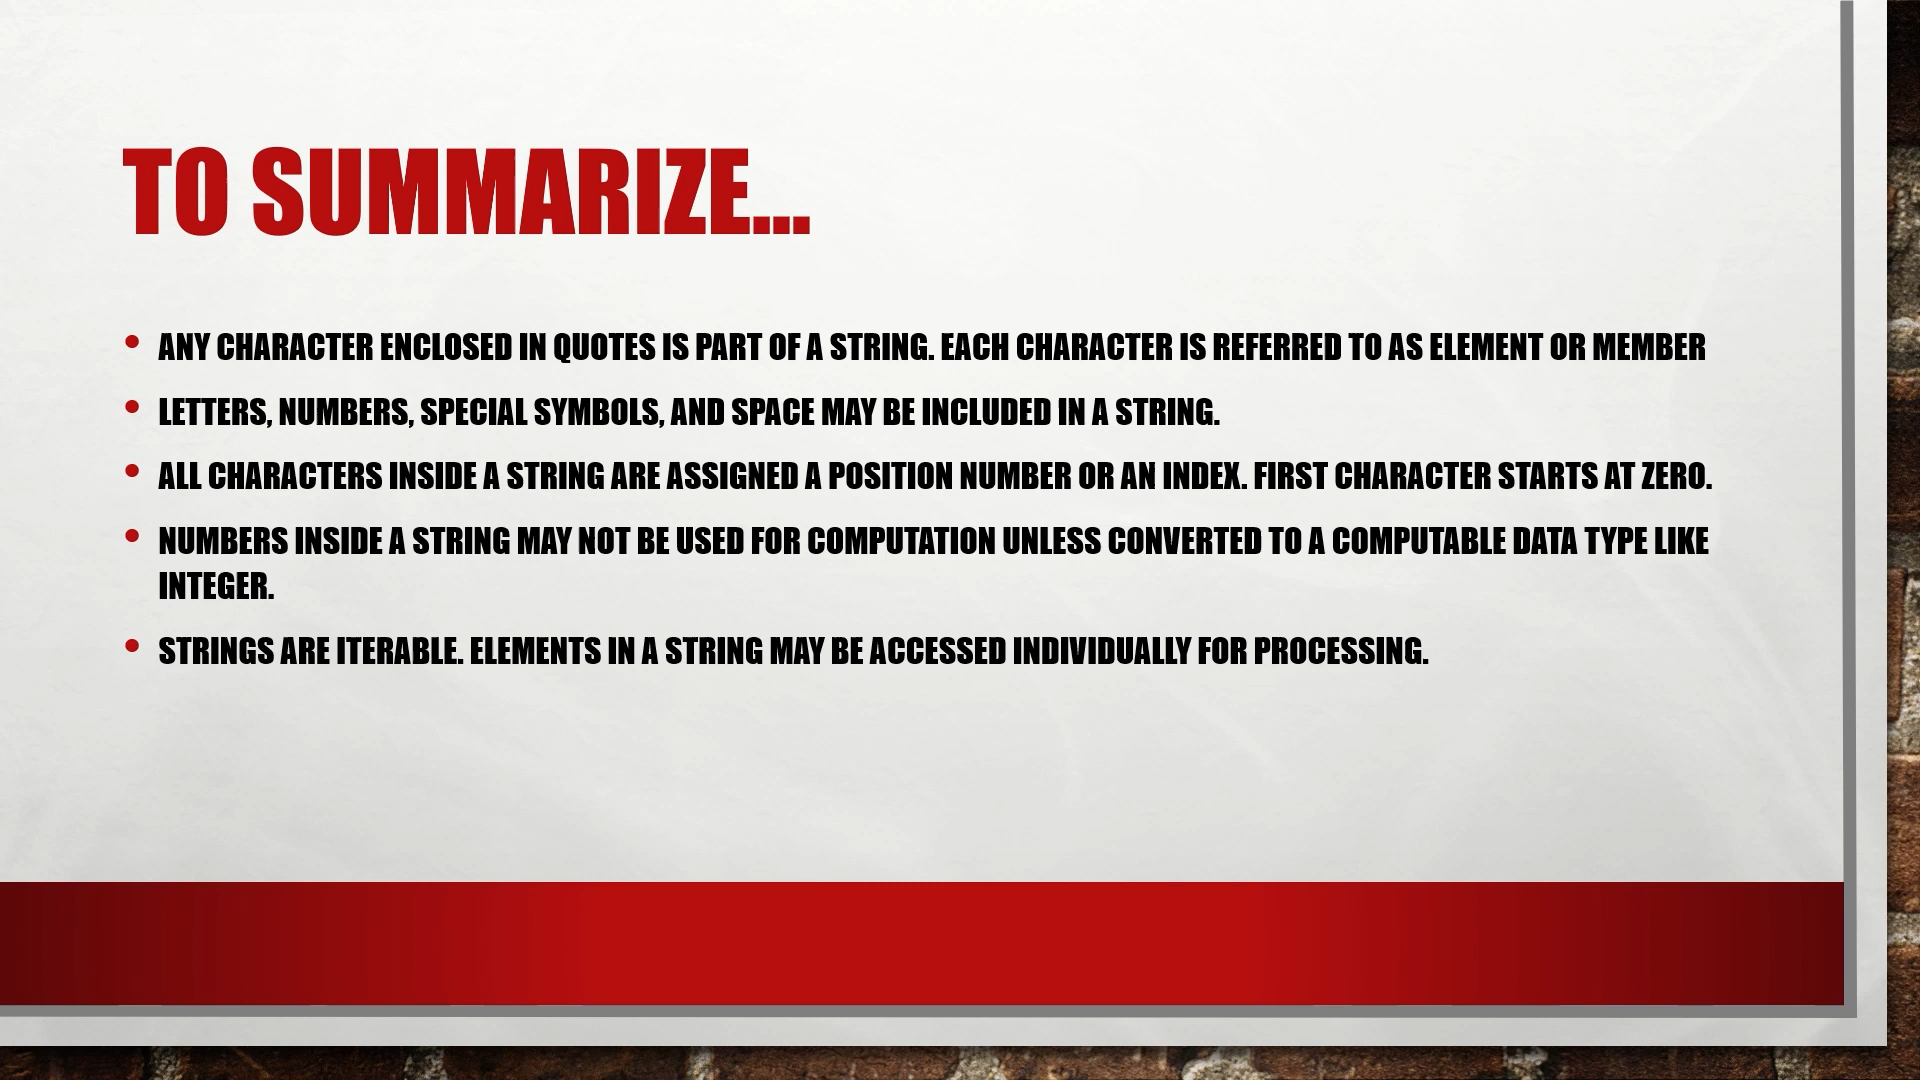 TO SUMMARIZE...
• ANY CHARACTER ENCLOSED IN QUOTES IS PART OF A STRING. EACH CHARACTER IS REFERRED TO AS ELEMENT OR MEMBER
• LETTERS, NUMBERS, SPECIAL SYMBOLS, AND SPACE MAY BE INCLUDED IN A STRING.
• ALL CHARACTERS INSIDE A STRING ARE ASSIGNED A POSITION NUMBER OR AN INDEX. FIRST CHARACTER STARTS AT ZERO.
• NUMBERS INSIDE A STRING MAY NOT BE USED FOR COMPUTATION UNLESS CONVERTED TO A COMPUTABLE DATA TYPE LIKE
INTEGER.
• STRINGS ARE ITERABLE. ELEMENTS IN A STRING MAY BE ACCESSED INDIVIDUALLY FOR PROCESSING.